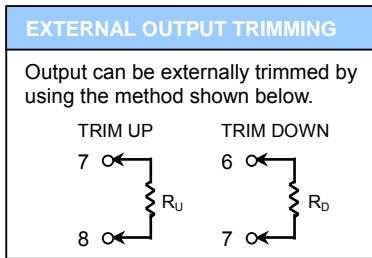 EXTERNAL OUTPUT TRIMMING
Output can be externally trimmed by
using the method shown below.
TRIM UP TRIM DOWN
7 6
RU RD
8 7